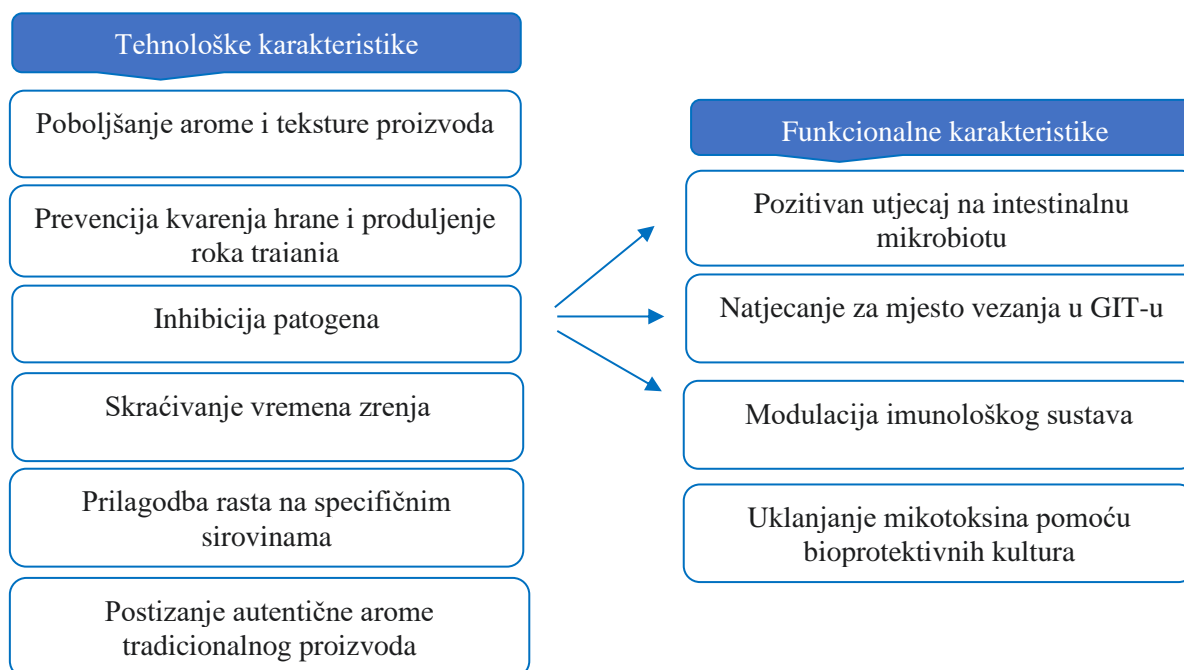 Tehnološke karakteristike
Poboljšanje arome i teksture proizvoda
Prevencija kvarenja hrane i produljenje
roka trajanja
Inhibicija patogena
Skraćivanje vremena zrenja
Prilagodba rasta na specifičnim
sirovinama
Postizanje autentične arome
tradicionalnog proizvoda
Funkcionalne karakteristike
Pozitivan utjecaj na intestinalnu
mikrobiotu
Natjecanje za mjesto vezanja u GIT-u
Modulacija imunološkog sustava
Uklanjanje mikotoksina pomoću
bioprotektivnih kultura